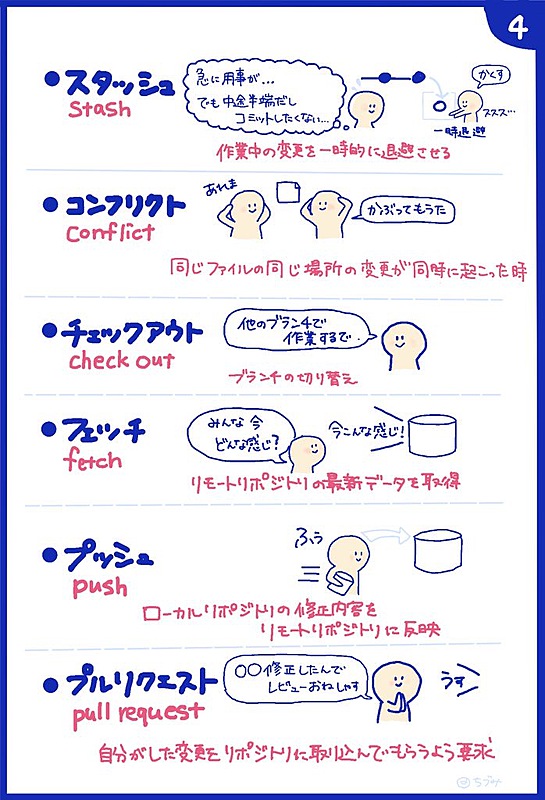 4
●スタッシュ
stash
急に用事が…
でも中途半端だし
コミットしたくない…
かくす
ススス…
一時退避
作業中の変更を一時的に退避させる
●コンフリクト
conflict
あれま
かぶってもうた
同じファイルの同じ場所の変更が同時に起こった時
●チェックアウト
check out
他のブランチで
作業するで.
ブランチの切り替え
●フェッチ
fetch
みんな今
どんな感じ?
今こんな感じ!
リモートリポジトリの最新データを取得
●プッシュ
push
ふぅ
ローカルリポジトリの修正内容を
リモートリポジトリに反映
●プルリクエスト
pull request
〇〇修正したんで
レビューおねしゃす
うす
自分がした変更をリポジトリに取り込んでもらうよう要求
ちづみ